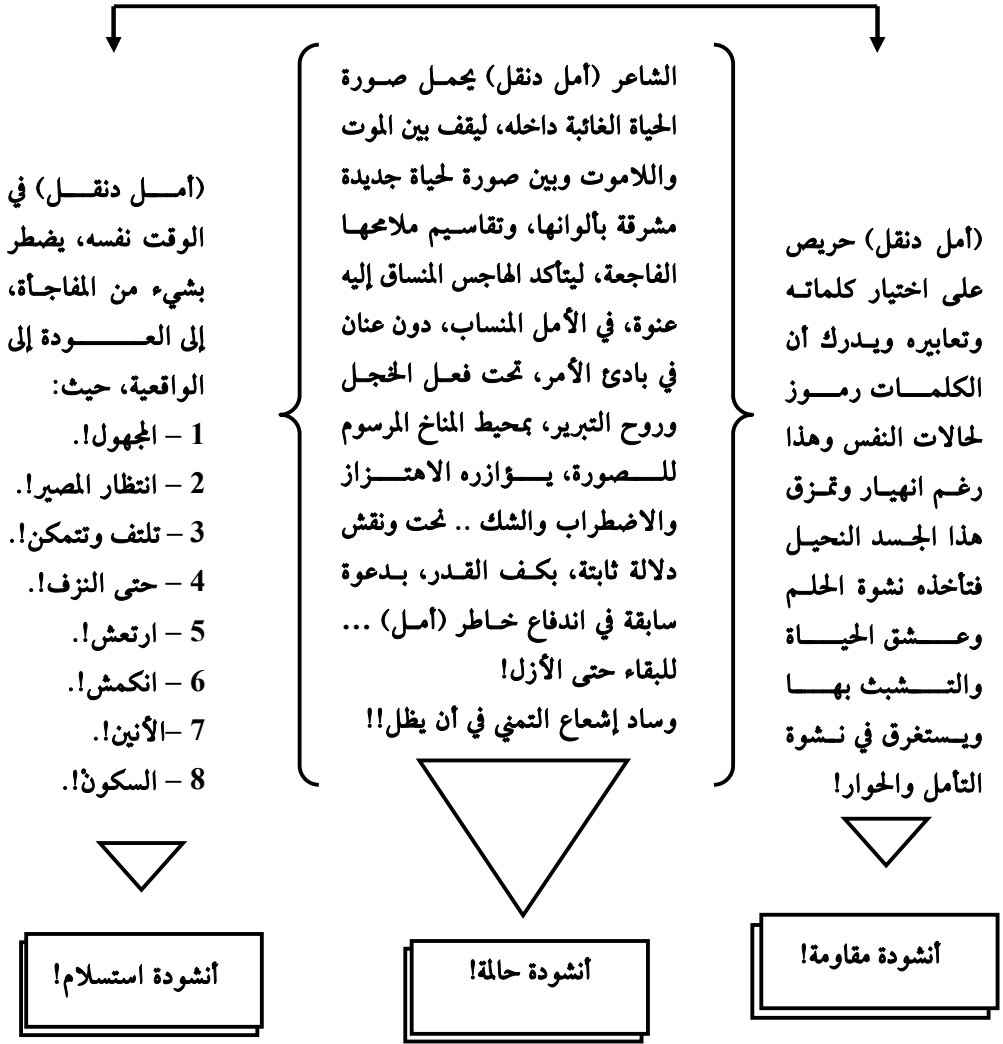 (أمل دنقل) حريص
على اختيار كلماته
وتعابيره ويدرك أن
الكلمات رموز
لحالات النفس وهذا
رغم انهيار وتمزق
هذا الجسد النحيل
فتأخذه نشوة الحلم
وعشق الحياة
والتشبث بها
ويستغرق في نشوة
التأمل والحوار!
أنشودة مقاومة!
الشاعر (أمل دنقل) يحمل صورة
الحياة الغائبة داخله، ليقف بين الموت
واللاموت وبين صورة لحياة جديدة
مشرقة بألوانها، وتقاسيم ملامحها
الفاجعة، ليتأكد الهاجس المنساق إليه
عنوة، في الأمل المنساب، دون عنان
في بادئ الأمر، تحت فعل الخجل
وروح التبرير، بمحيط المناخ المرسوم
للصورة، يؤازره الاهتزاز
والاضطراب والشك .. نحت ونقش
دلالة ثابتة، بكف القدر، بدعوة
سابقة في اندفاع خاطر (أمل) ...
للبقاء حتى الأزل!
وساد إشعاع التمني في أن يظل!!
أنشودة حالمة!
(أمل دنقل) في
الوقت نفسه، يضطر
بشيء من المفاجأة،
إلى العودة إلى
الواقعية، حيث:
1 – المجهول!.
2 – انتظار المصير!.
3 – تلتف وتتمكن!.
4 – حتى النزف!.
5 – ارتعش!.
6 – انكمش!.
7 –الأنين!.
8 – السكونْ!.
أنشودة استسلام!